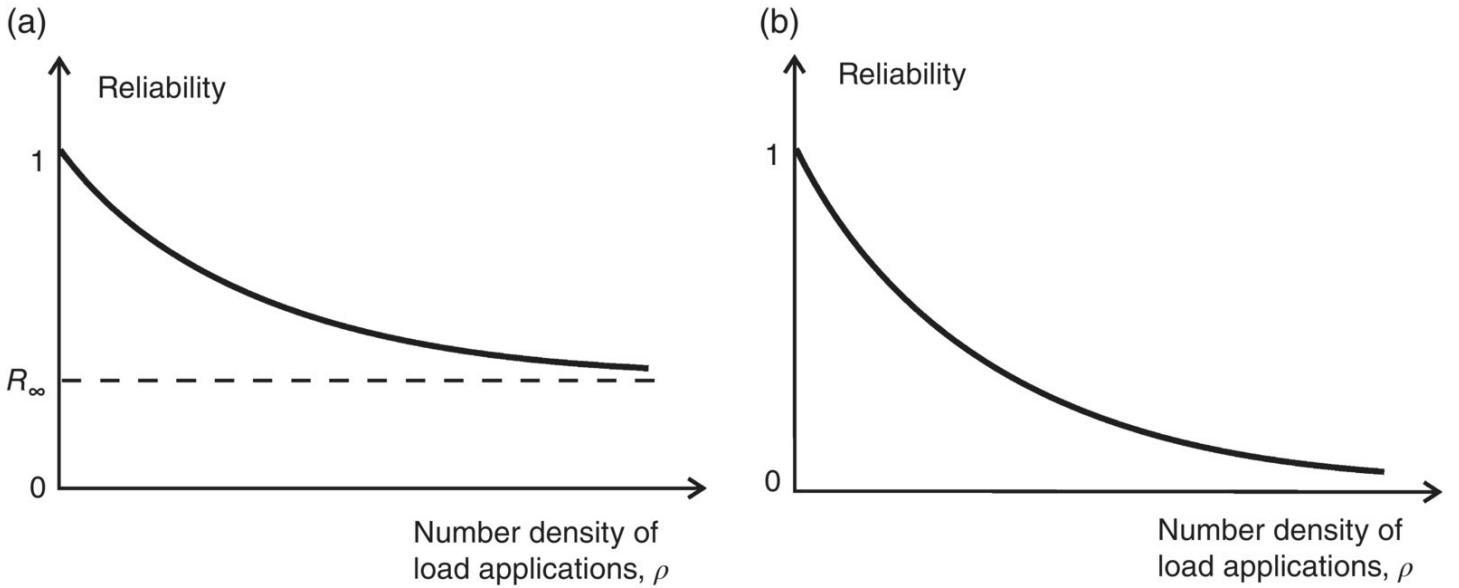 (a)
Reliability
1
R∞
0
Number density of
load applications, ρ
(b)
Reliability
1
0
Number density of
load applications, ρ